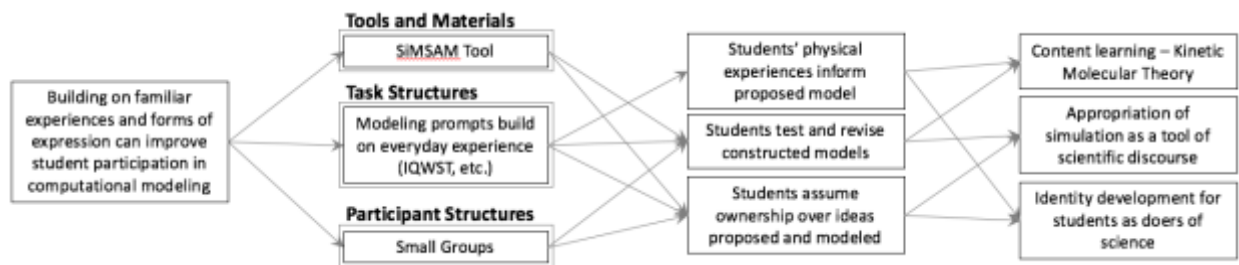 Building on familiar
experiences and forms of
expression can improve
student participation in
computational modeling
Tools and Materials
SiMSAM Tool
Task Structures
Modeling prompts build
on everyday experience
(IQWST, etc.)
Participant Structures
Small Groups
Students' physical
experiences inform
proposed model
Students test and revise
constructed models
Students assume
ownership over ideas
proposed and modeled
Content learning – Kinetic
Molecular Theory
Appropriation of
simulation as a tool of
scientific discourse
Identity development for
students as doers of
science